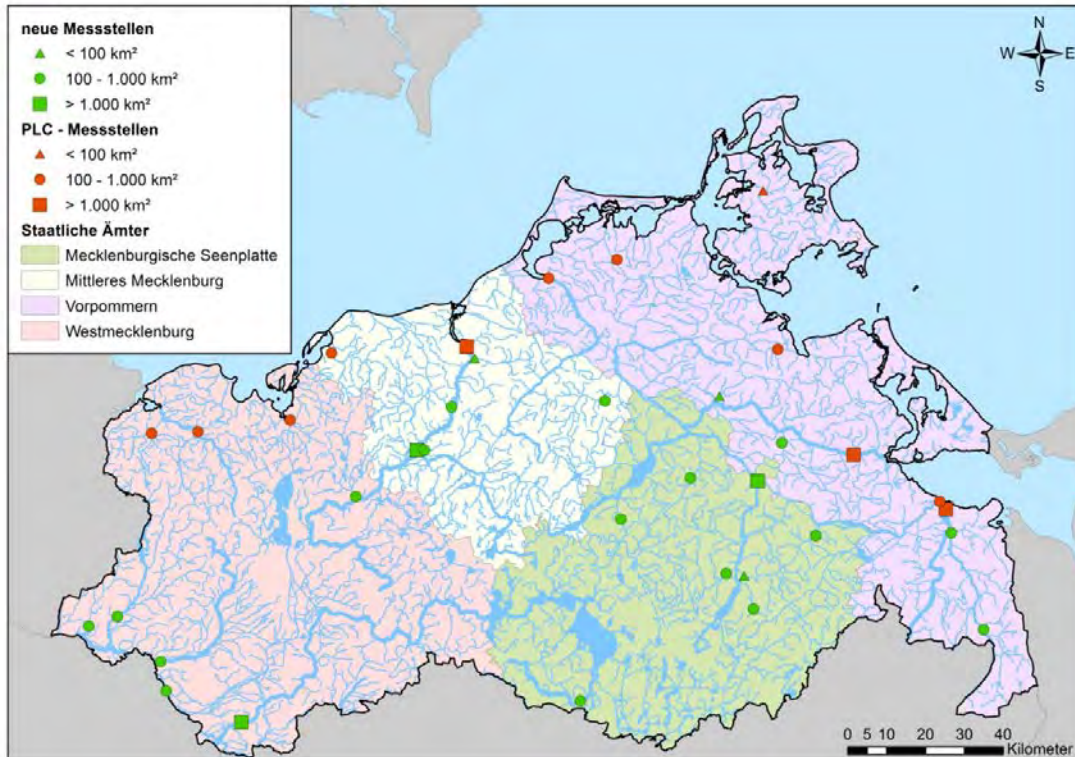 neue Messstellen
< 100 km²
100 - 1.000 km²
> 1.000 km²
PLC - Messstellen
< 100 km²
100 - 1.000 km²
> 1.000 km²
Staatliche Ämter
Mecklenburgische Seenplatte
Mittleres Mecklenburg
Vorpommern
Westmecklenburg
N
W E
S
0 5 10 20 30 40
Kilometer